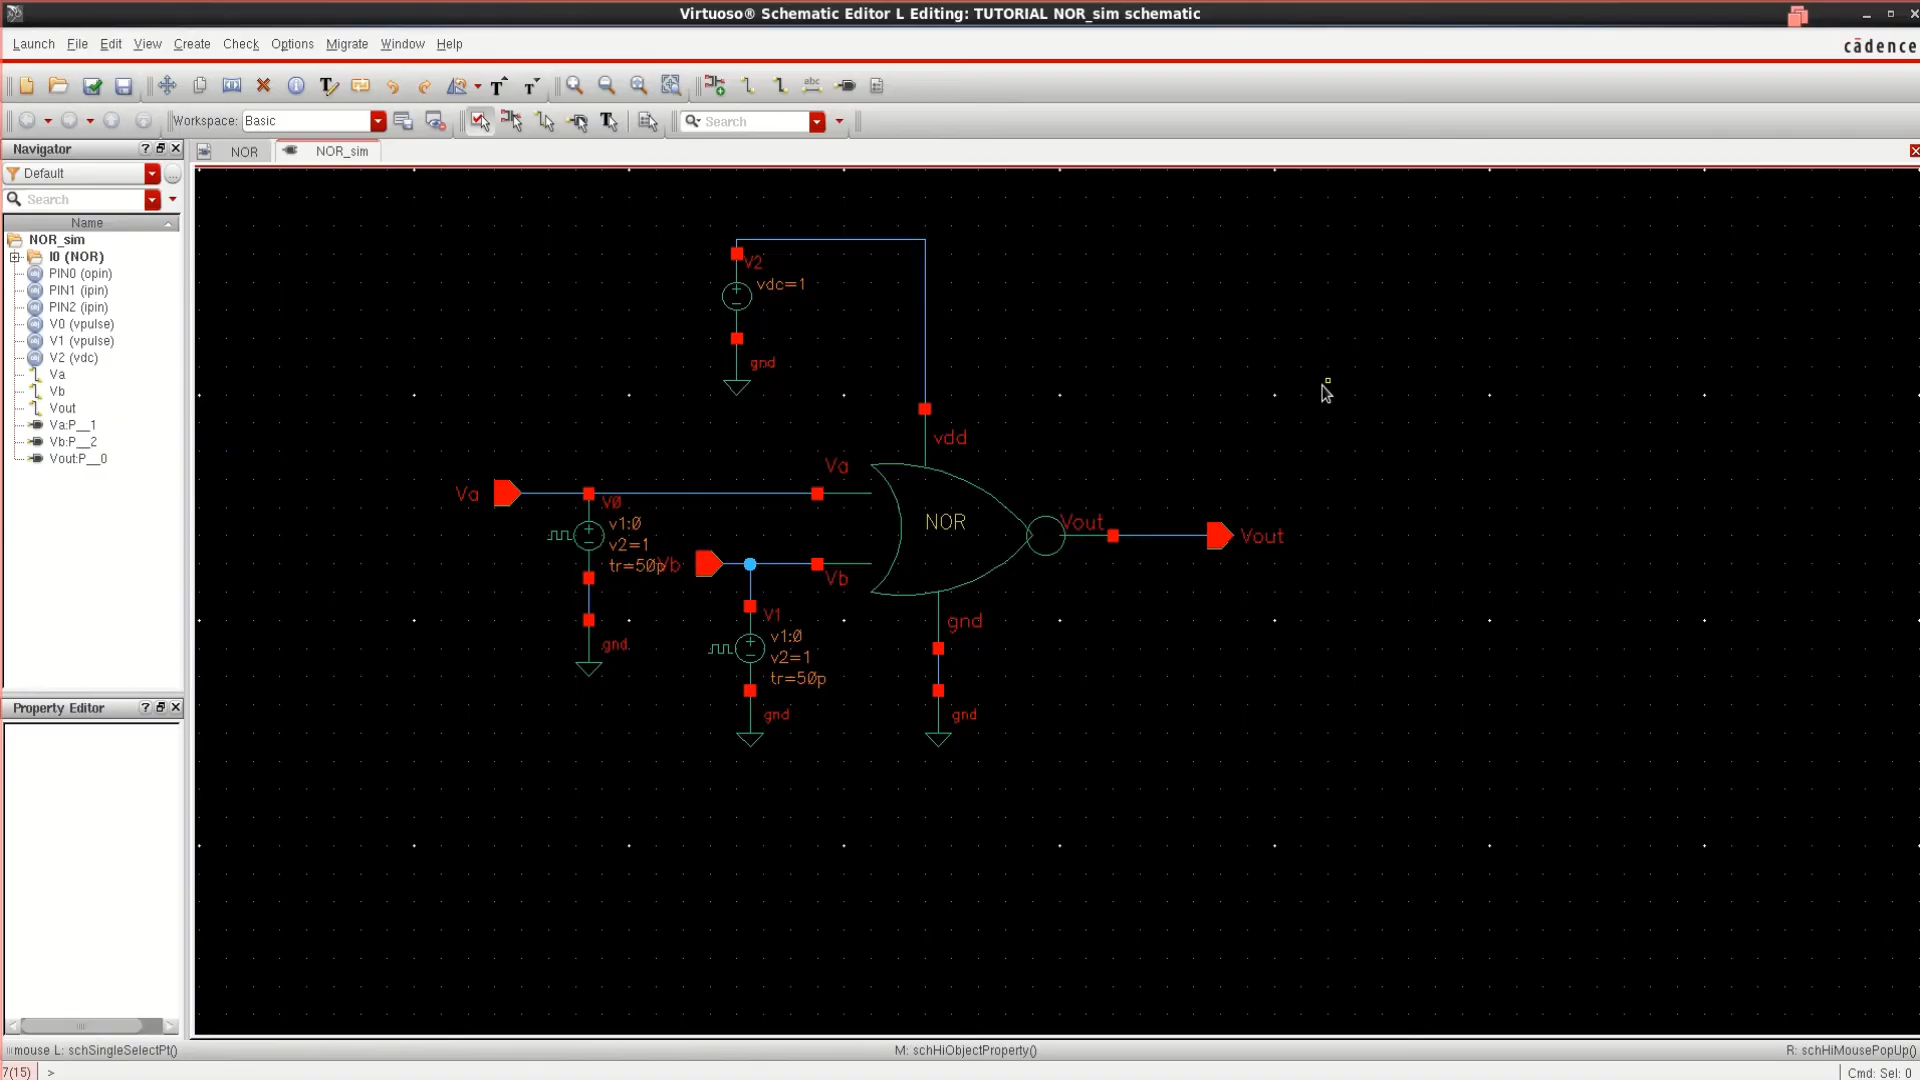 Virtuoso® Schematic Editor L Editing: TUTORIAL NOR_sim schematic
Launch File Edit View Create Check Options Migrate Window Help
cādence
Workspace: Basic
Search
Navigator
NOR
NOR_sim
Default
Search
Name
NOR_sim
I0 (NOR)
PIN0 (opin)
PIN1 (ipin)
PIN2 (ipin)
V0 (vpulse)
V1 (vpulse)
V2 (vdc)
Va
Vb
Vout
Va:P__1
Vb:P__2
Vout:P__0
Property Editor
V2
vdc=1
gnd
vdd
Va
Va
V0
v1:0
v2=1
tr=50p
gnd
Vb
Vb
V1
v1:0
v2=1
tr=50p
gnd
NOR
Vout
Vout
gnd
gnd
mouse L: schSingleSelectPt()
M: schHiObjectProperty()
R: schHiMousePopUp()
7(15) >
Cmd: Sel: 0